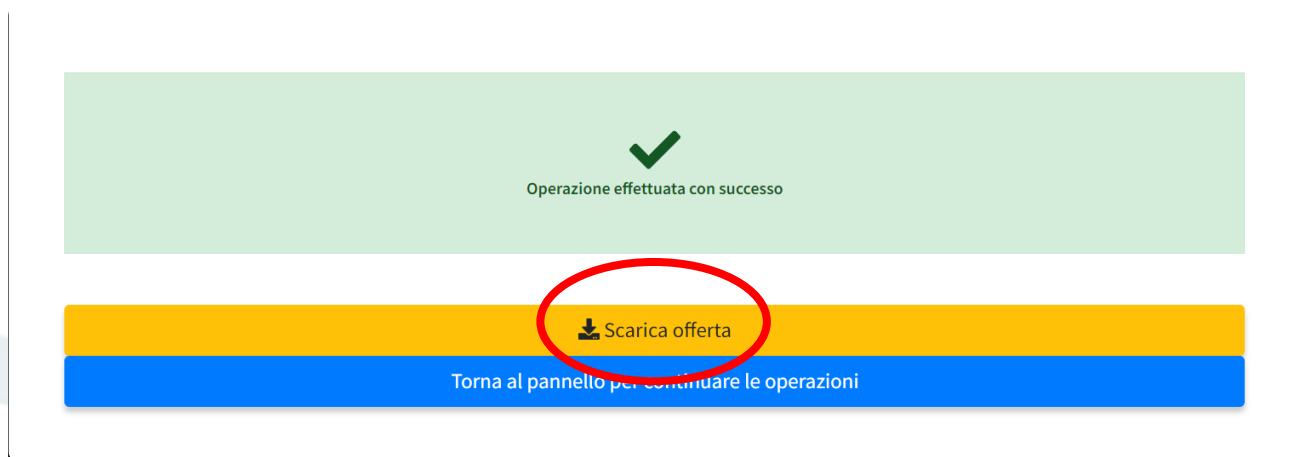 Operazione effettuata con successo
Scarica offerta
Torna al pannello per continuare le operazioni